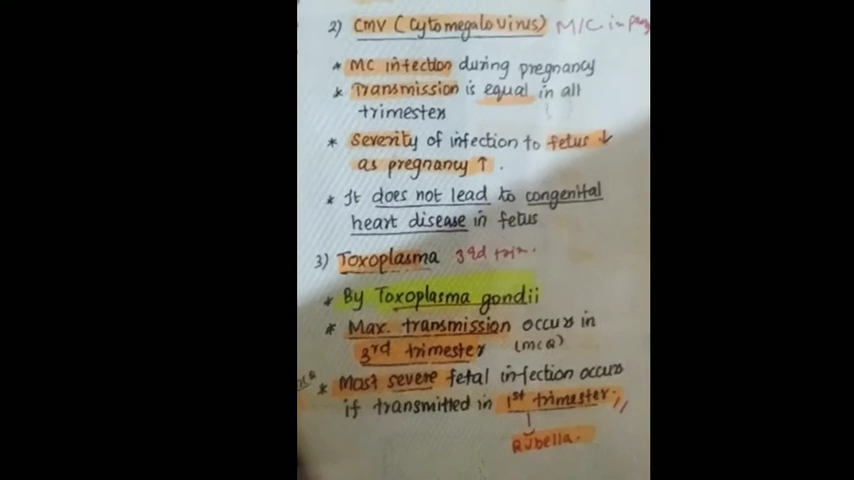 2) CMV (Cytomegalovirus) M/C in preg
* MC infection during pregnancy
* Transmission is equal in all
trimester
* Severity of infection to fetus ↓
as pregnancy ↑.
* It does not lead to congenital
heart disease in fetus
3) Toxoplasma 3rd trim.
* By Toxoplasma gondii
* Max. transmission occurs in
3rd trimester (MCQ)
* Most severe fetal infection occurs
if transmitted in 1st trimester,,
Rubella.